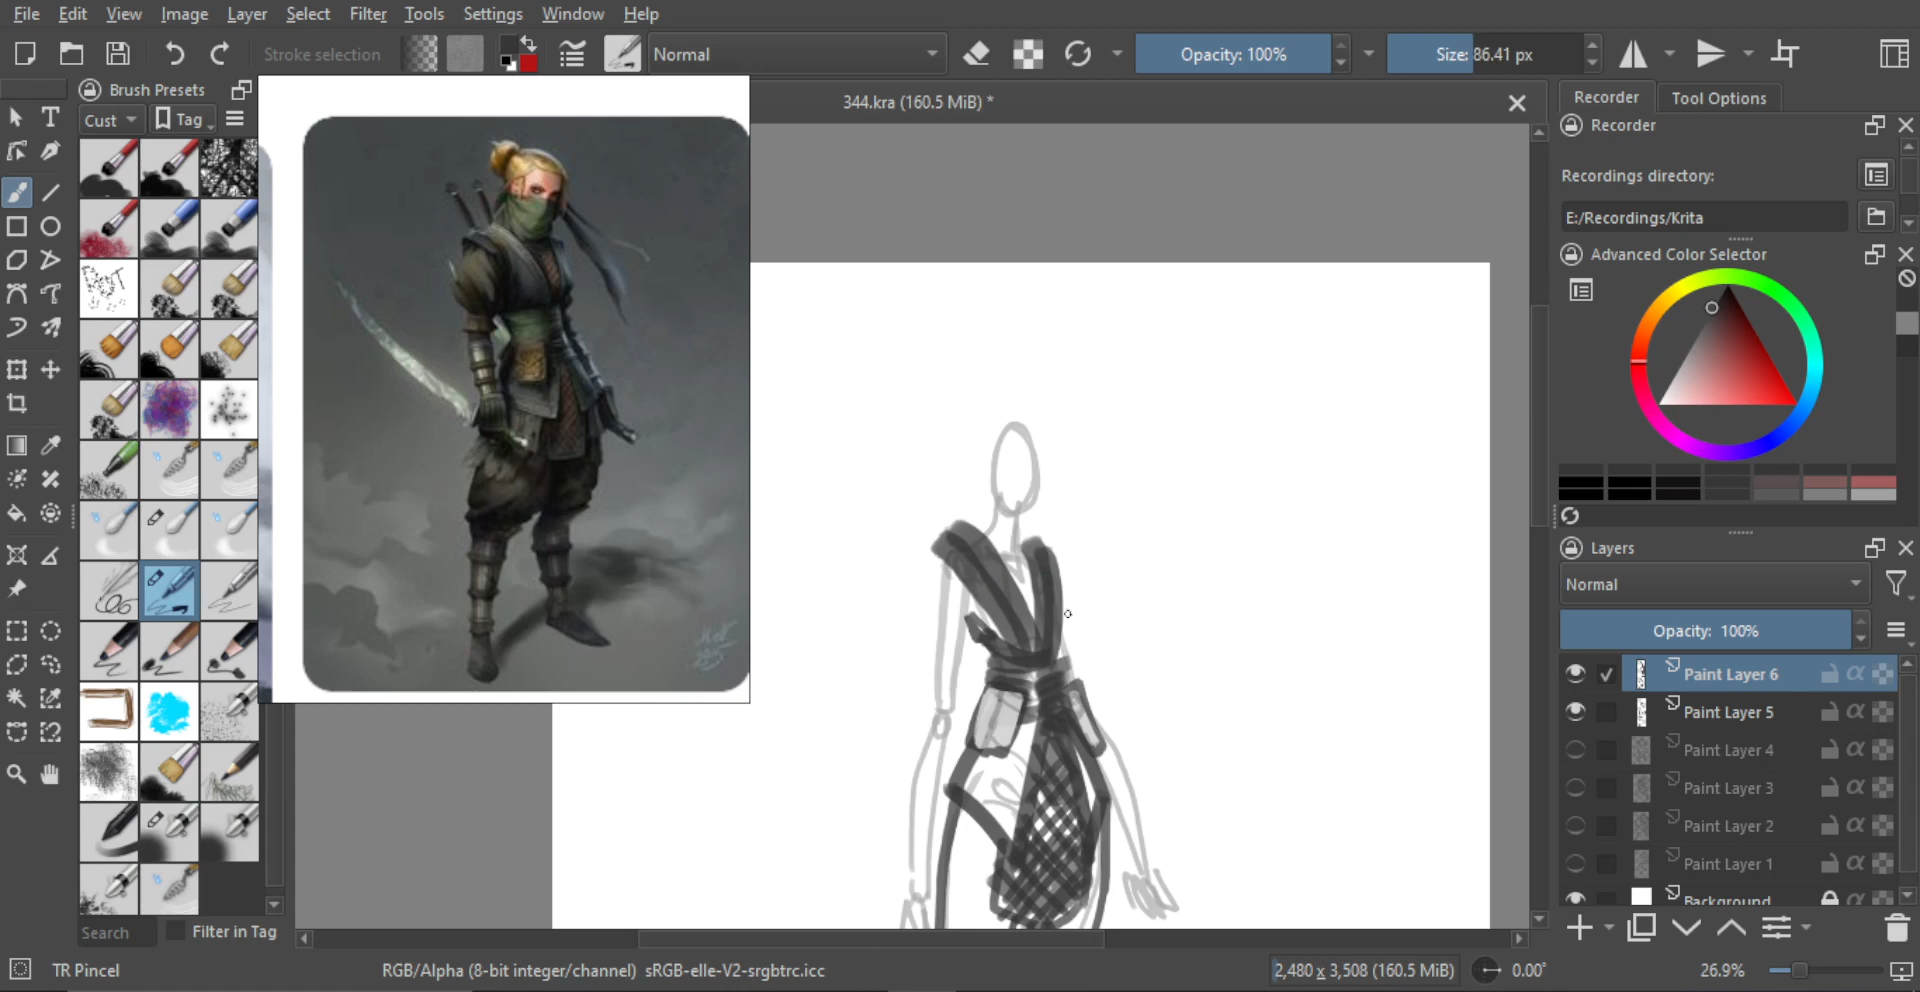 File Edit View Image Layer Select Filter Tools Settings Window Help
Stroke selection
Normal
Opacity: 100%
Size: 86.41 px
Brush Presets
344.kra (160.5 MiB) *
Recorder
Tool Options
Cust
Tag
Recorder
Recordings directory:
E:/Recordings/Krita
Advanced Color Selector
Layers
Normal
Opacity: 100%
Paint Layer 6
Paint Layer 5
Paint Layer 4
Paint Layer 3
Paint Layer 2
Paint Layer 1
Background
Search
Filter in Tag
TR Pincel
RGB/Alpha (8-bit integer/channel) sRGB-elle-V2-srgbtrc.icc
2,480 x 3,508 (160.5 MiB)
0.00°
26.9%